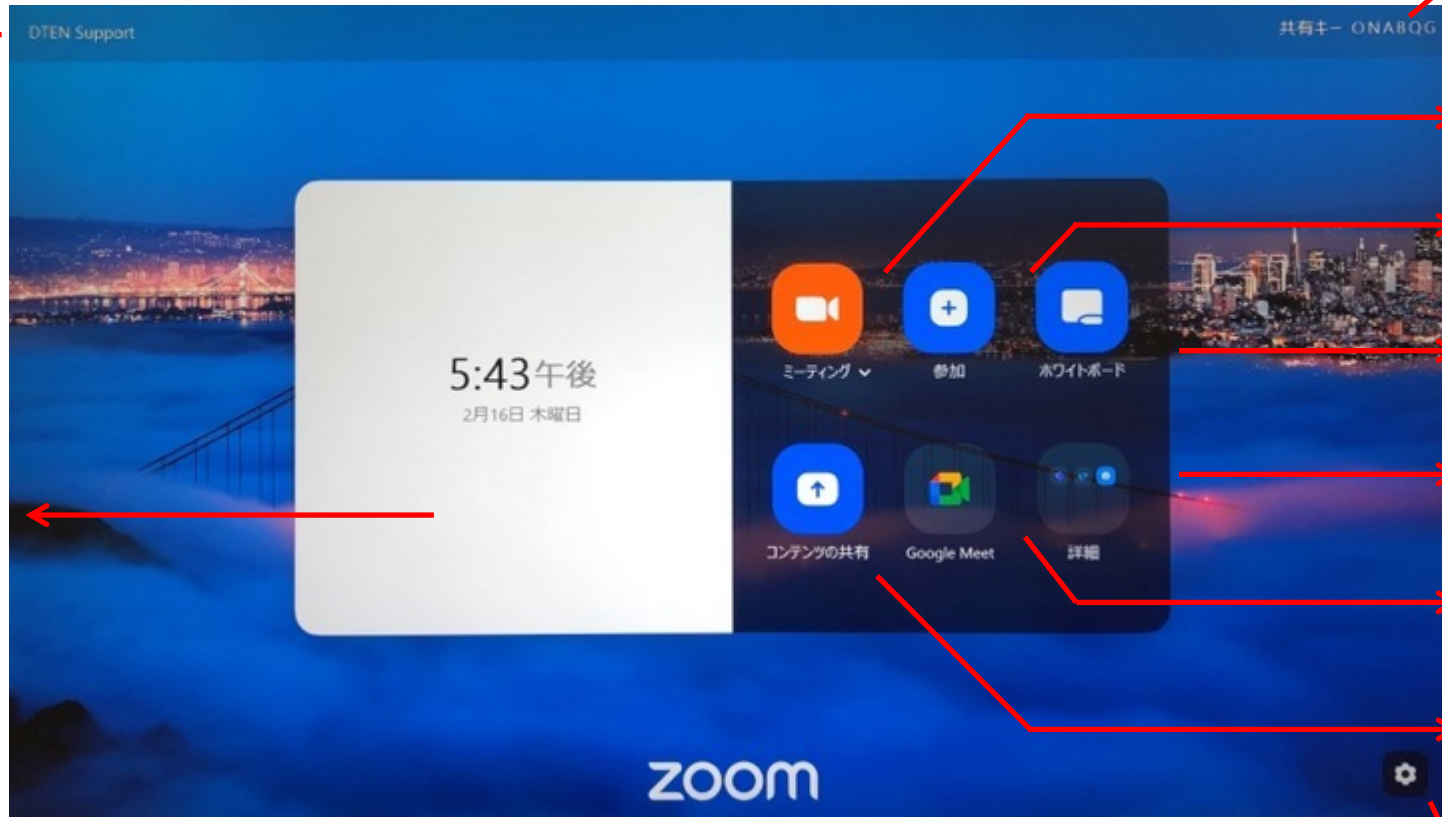 DTEN Support
共有キー ONABQG
5:43午後
2月16日 木曜日
ミーティング
参加
ホワイトボード
コンテンツの共有
Google Meet
詳細
zoom